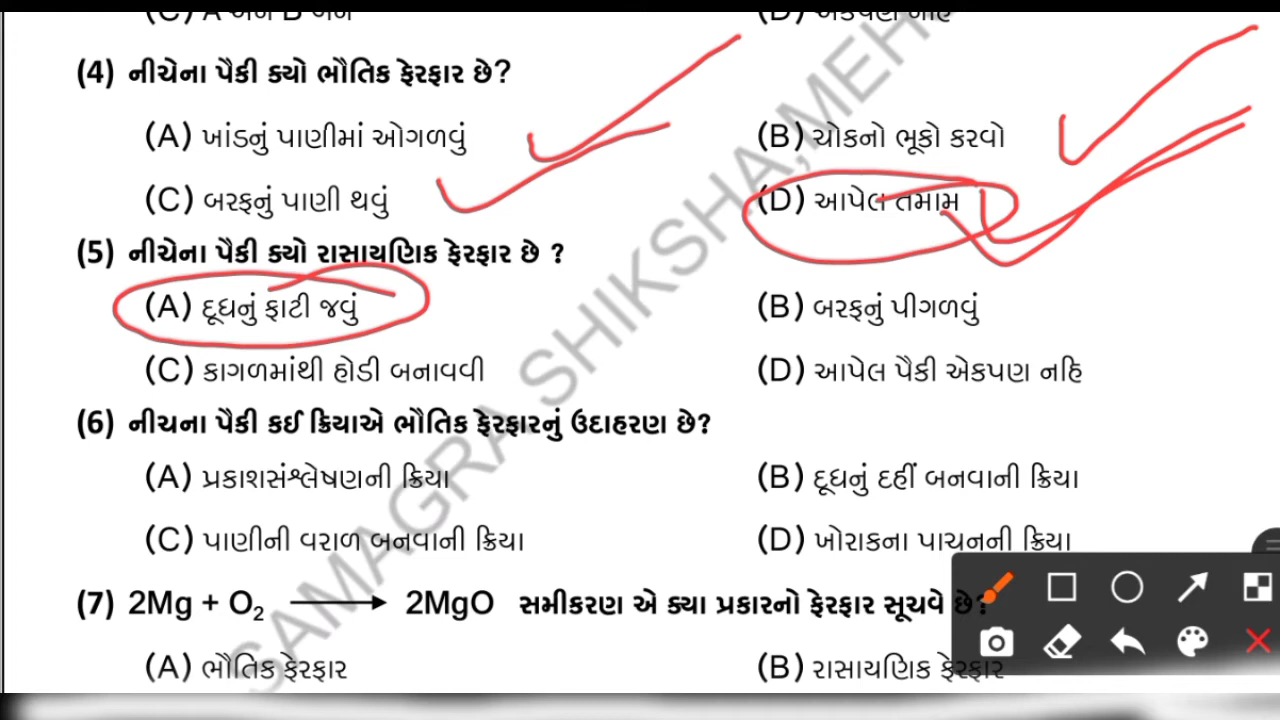 (4) નીચેના પૈકી ક્યો ભૌતિક ફેરફાર છે?
(A) ખાંડનું પાણીમાં ઓગળવું (B) ચોકનો ભૂકો કરવો
(C) બરફનું પાણી થવું (D) આપેલ તમામ
(5) નીચેના પૈકી ક્યો રાસાયણિક ફેરફાર છે ?
(A) દૂધનું ફાટી જવું (B) બરફનું પીગળવું
(C) કાગળમાંથી હોડી બનાવવી (D) આપેલ પૈકી એકપણ નહિ
(6) નીચના પૈકી કઈ ક્રિયાએ ભૌતિક ફેરફારનું ઉદાહરણ છે?
(A) પ્રકાશસંશ્લેષણની ક્રિયા (B) દૂધનું દહીં બનવાની ક્રિયા
(C) પાણીની વરાળ બનવાની ક્રિયા (D) ખોરાકના પાચનની ક્રિયા
(7) 2Mg + O₂ ⟶ 2MgO સમીકરણ એ ક્યા પ્રકારનો ફેરફાર સૂચવે છે?
(A) ભૌતિક ફેરફાર (B) રાસાયણિક ફેરફાર
SAMAGRA SHIKSHA,MEH